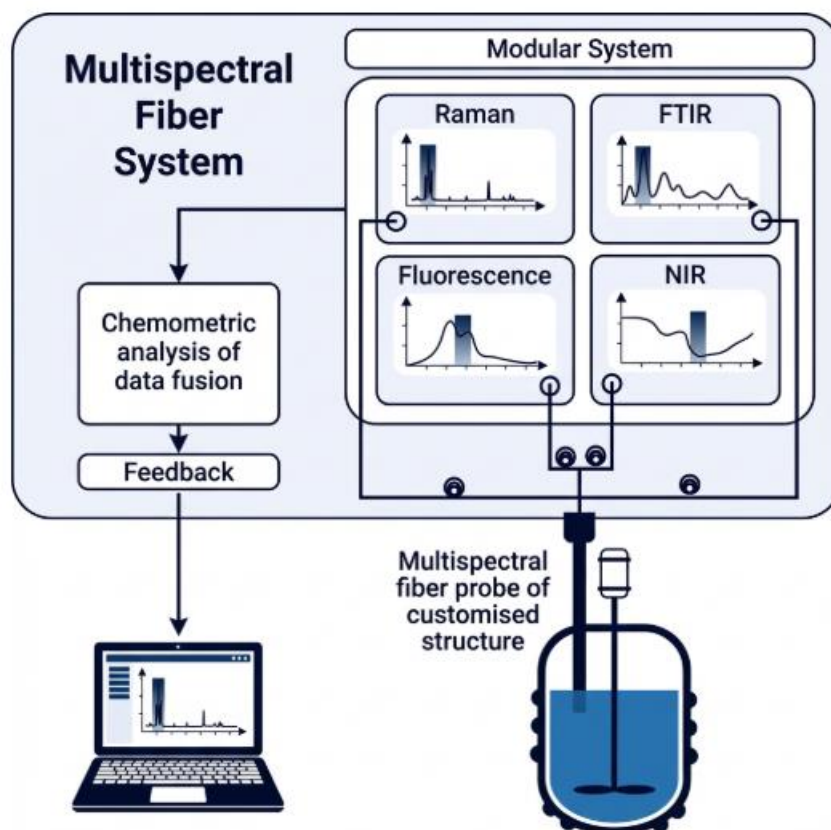 Multispectral
Fiber
System
Modular System
Raman
FTIR
Fluorescence
NIR
Chemometric
analysis of
data fusion
Feedback
Multispectral
fiber probe of
customised
structure